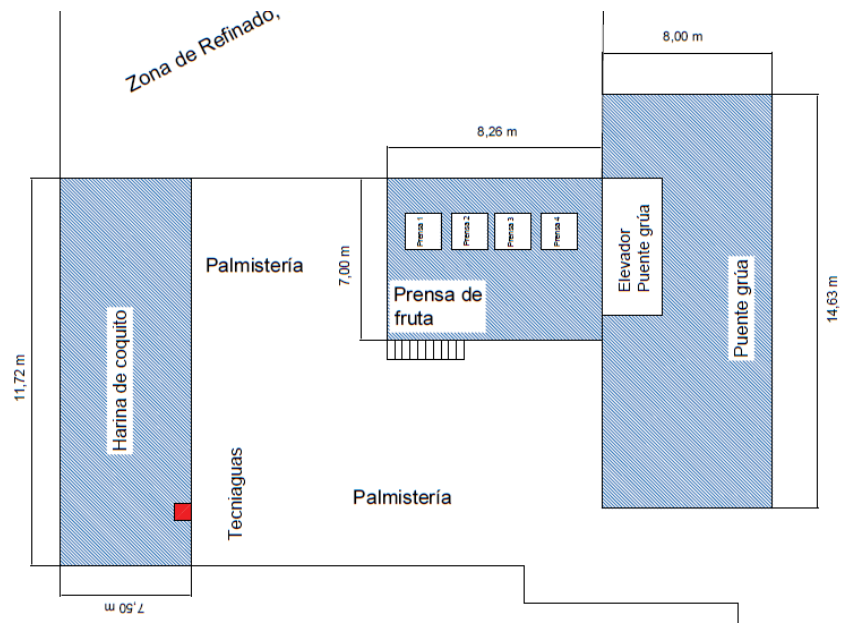 Zona de Refinado,
8,00 m
8,26 m
Prensa 1
Prensa 2
Prensa 3
Prensa 4
Elevador
Puente grúa
Palmistería
7,00 m
Prensa de
fruta
Puente grúa
14,63 m
11,72 m
Harina de coquito
Tecniaguas
Palmistería
7,50 m